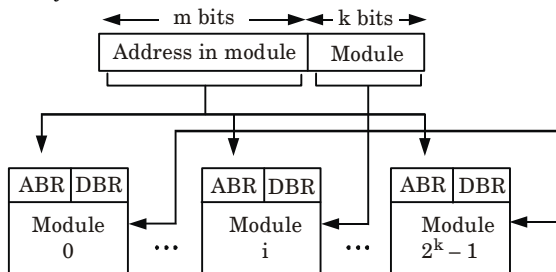 m bits k bits
Address in module Module
ABR DBR ABR DBR ABR DBR
Module Module Module
0 ... i ... 2^k – 1